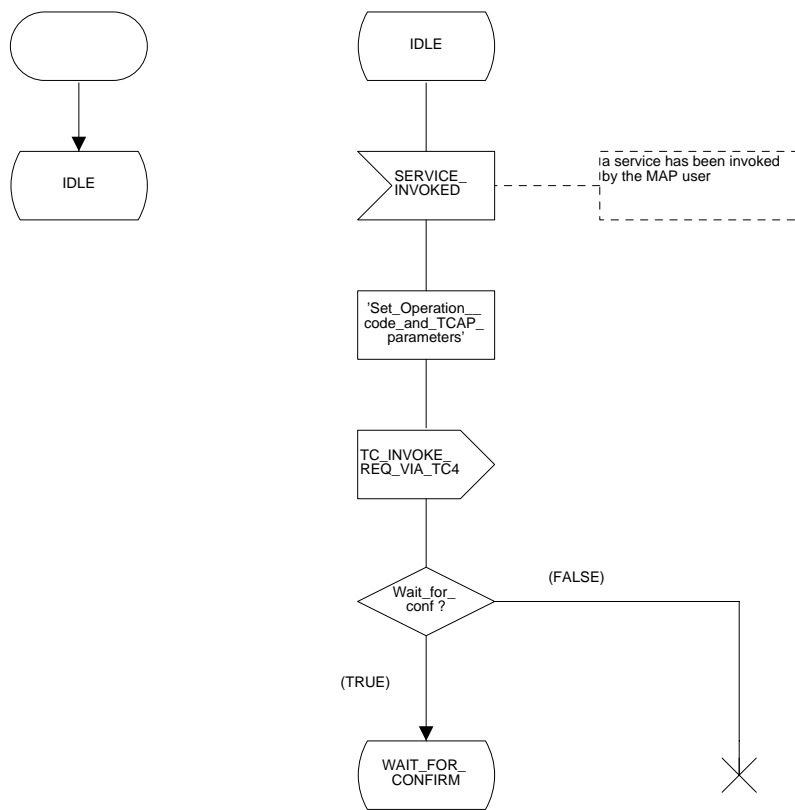 IDLE
IDLE
SERVICE_
INVOKED
a service has been invoked
by the MAP user
'Set_Operation__
code_and_TCAP_
parameters'
TC_INVOKE_
REQ_VIA_TC4
Wait_for_
conf ?
(FALSE)
(TRUE)
WAIT_FOR_
CONFIRM